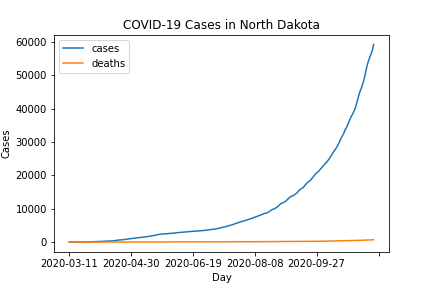 COVID-19 Cases in North Dakota
cases
deaths
60000
50000
40000
30000
20000
10000
0
Cases
2020-03-11 2020-04-30 2020-06-19 2020-08-08 2020-09-27
Day